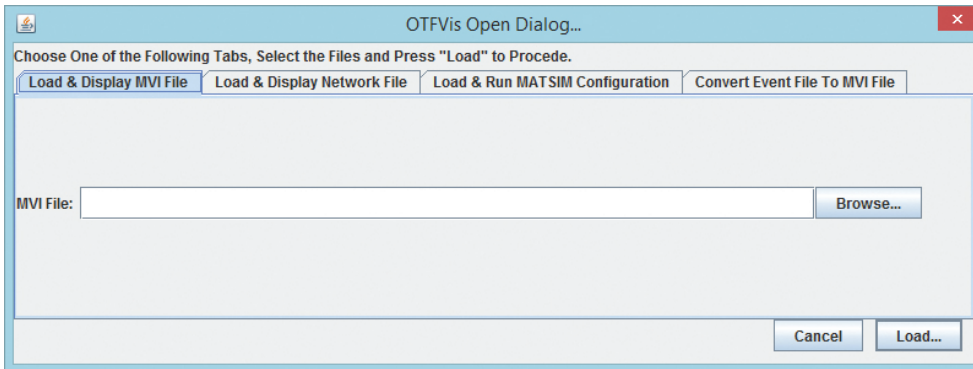 OTFVis Open Dialog...
Choose One of the Following Tabs, Select the Files and Press "Load" to Procede.
Load & Display MVI File Load & Display Network File Load & Run MATSIM Configuration Convert Event File To MVI File
MVI File: Browse...
Cancel Load...